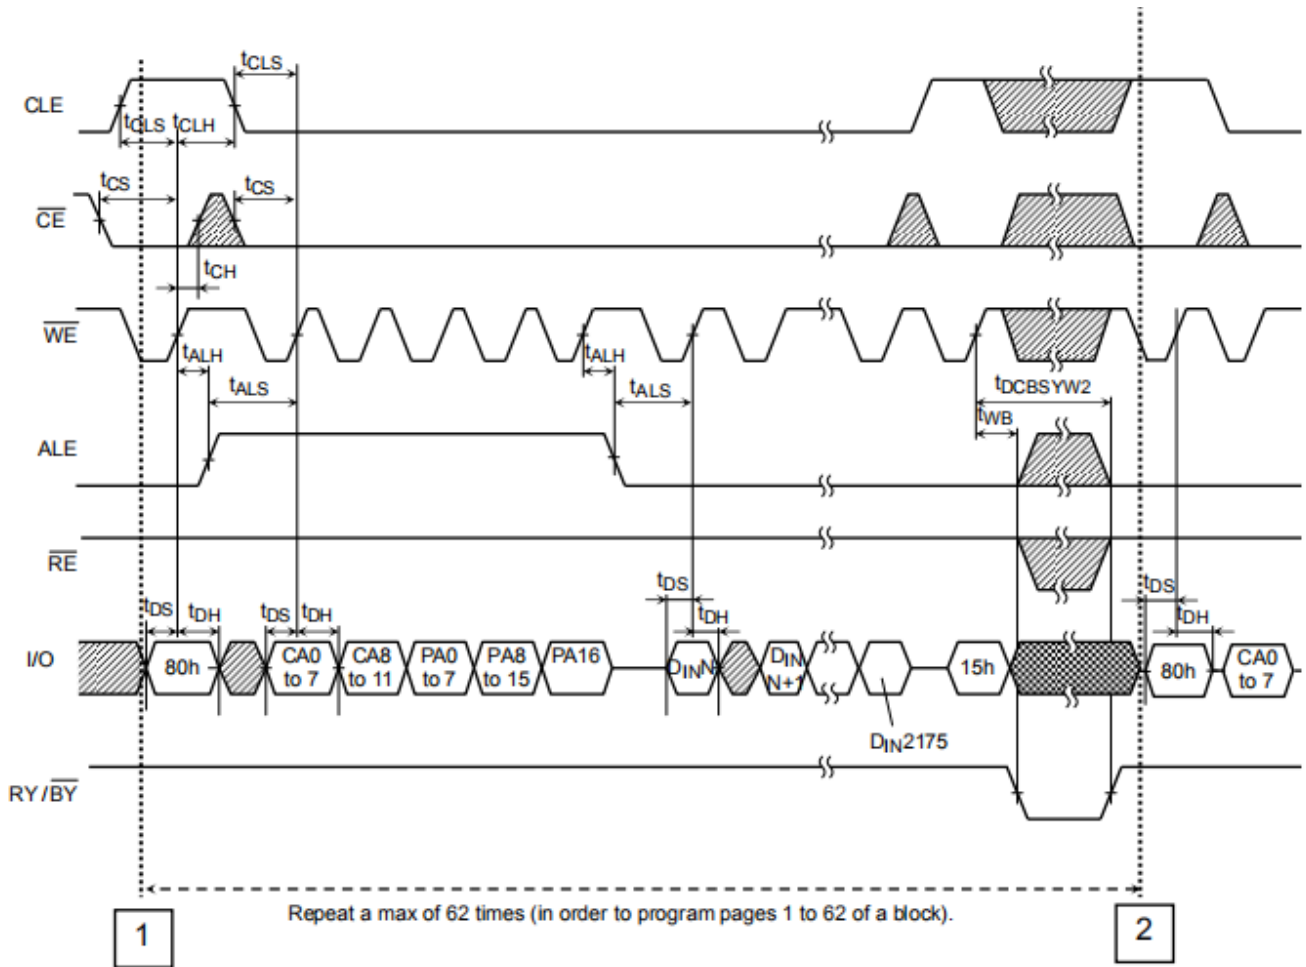 tCLS
CLE
tCLS tCLH
tCS tCS
CE
tCH
WE
tALH tALH
tALS tALS tDCBSYW2
tWB
ALE
RE
tDS tDS
tDS tDH tDS tDH tDH tDH
I/O
80h
CA0 to 7
CA8 to 11
PA0 to 7
PA8 to 15
PA16
DINN
DIN N+1
15h
80h
CA0 to 7
DIN2175
RY/BY
Repeat a max of 62 times (in order to program pages 1 to 62 of a block).
1
2